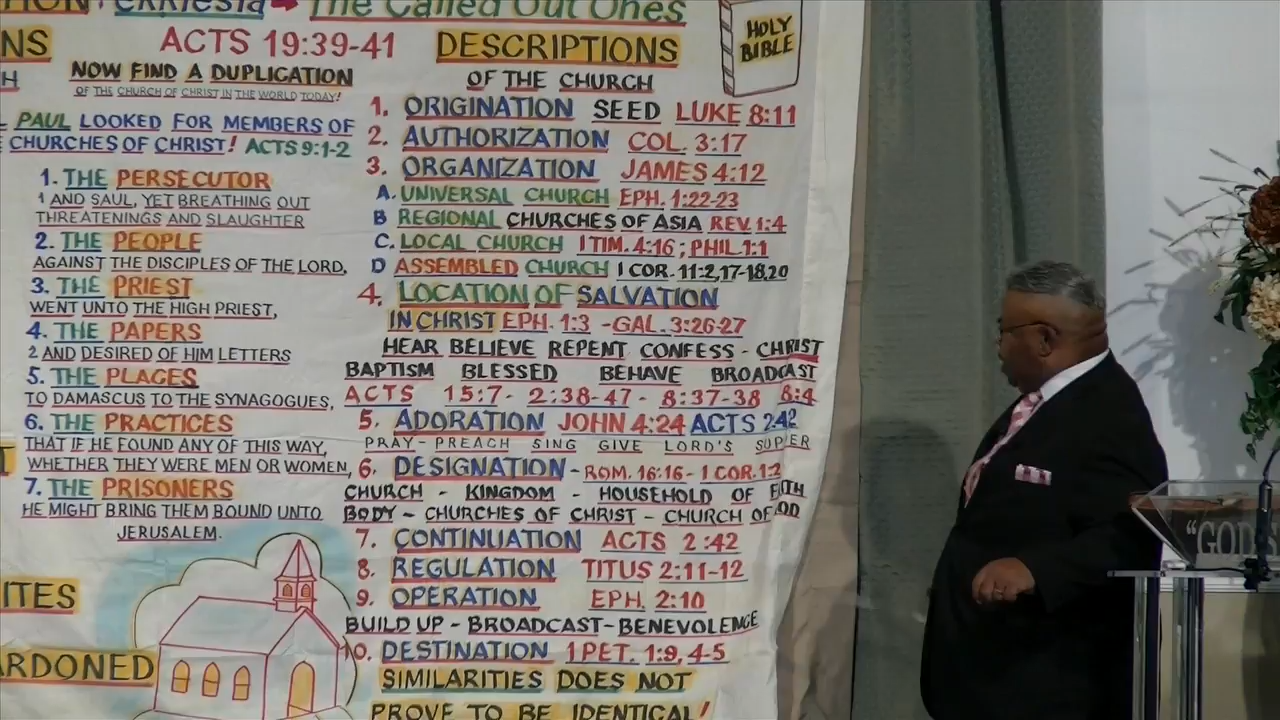 ekklesia → The Called Out Ones
NS
ACTS 19:39-41
NOW FIND A DUPLICATION
OF THE CHURCH OF CHRIST IN THE WORLD TODAY!
PAUL LOOKED FOR MEMBERS OF
CHURCHES OF CHRIST! ACTS 9:1-2
1. THE PERSECUTOR
1 AND SAUL, YET BREATHING OUT
THREATENINGS AND SLAUGHTER
2. THE PEOPLE
AGAINST THE DISCIPLES OF THE LORD,
3. THE PRIEST
WENT UNTO THE HIGH PRIEST,
4. THE PAPERS
2 AND DESIRED OF HIM LETTERS
5. THE PLACES
TO DAMASCUS TO THE SYNAGOGUES,
6. THE PRACTICES
THAT IF HE FOUND ANY OF THIS WAY,
WHETHER THEY WERE MEN OR WOMEN,
7. THE PRISONERS
HE MIGHT BRING THEM BOUND UNTO
JERUSALEM.
ITES
ARDONED
DESCRIPTIONS
OF THE CHURCH
1. ORIGINATION SEED LUKE 8:11
2. AUTHORIZATION COL. 3:17
3. ORGANIZATION JAMES 4:12
A. UNIVERSAL CHURCH EPH. 1:22-23
B REGIONAL CHURCHES OF ASIA REV. 1:4
C. LOCAL CHURCH 1 TIM. 4:16 ; PHIL. 1:1
D ASSEMBLED CHURCH 1 COR. 11:2,17-18,20
4. LOCATION OF SALVATION
IN CHRIST EPH. 1:3 - GAL. 3:26-27
HEAR BELIEVE REPENT CONFESS - CHRIST
BAPTISM BLESSED BEHAVE BROADCAST
ACTS 15:7 - 2:38-47 - 8:37-38 8:4
5. ADORATION JOHN 4:24 ACTS 2:42
PRAY - PREACH SING GIVE LORD'S SUPER
6. DESIGNATION - ROM. 16:16 - 1 COR. 1:2
CHURCH - KINGDOM - HOUSEHOLD OF FAITH
BODY - CHURCHES OF CHRIST - CHURCH OF GOD
7. CONTINUATION ACTS 2:42
8. REGULATION TITUS 2:11-12
9. OPERATION EPH. 2:10
BUILD UP - BROADCAST - BENEVOLENCE
10. DESTINATION 1 PET. 1:9, 4-5
SIMILARITIES DOES NOT
PROVE TO BE IDENTICAL!
HOLY
BIBLE
"GOD